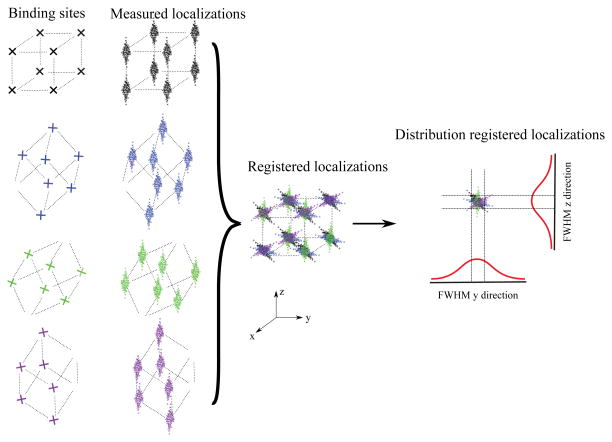 Binding sites
Measured localizations
Registered localizations
Distribution registered localizations
FWHM z direction
FWHM y direction
z
y
x